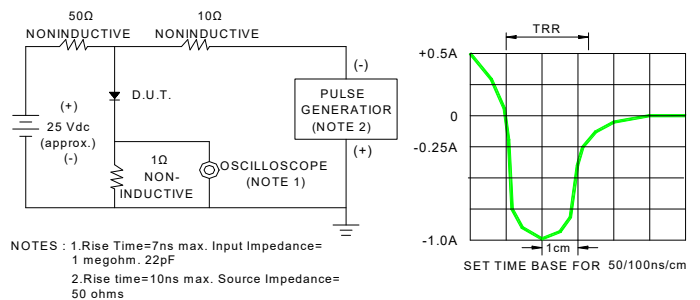 50Ω
NONINDUCTIVE
10Ω
NONINDUCTIVE
(+)
25 Vdc
(approx.)
(-)
D.U.T.
1Ω
NON-
INDUCTIVE
OSCILLOSCOPE
(NOTE 1)
(-)
PULSE
GENERATIOR
(NOTE 2)
(+)
NOTES : 1.Rise Time=7ns max. Input Impedance=
1 megohm. 22pF
2.Rise time=10ns max. Source Impedance=
50 ohms
TRR
+0.5A
0
-0.25A
-1.0A
1cm
SET TIME BASE FOR 50/100ns/cm